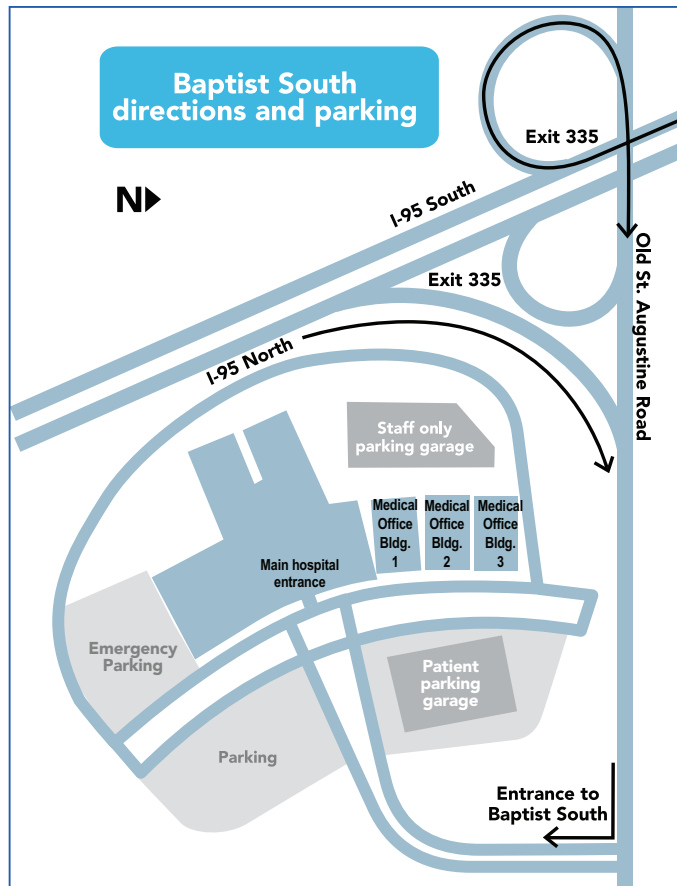 Baptist South
directions and parking
Exit 335
N
I-95 South
Old St. Augustine Road
Exit 335
I-95 North
Staff only
parking garage
Medical
Office
Bldg.
1
Medical
Office
Bldg.
2
Medical
Office
Bldg.
3
Main hospital
entrance
Emergency
Parking
Patient
parking
garage
Parking
Entrance to
Baptist South